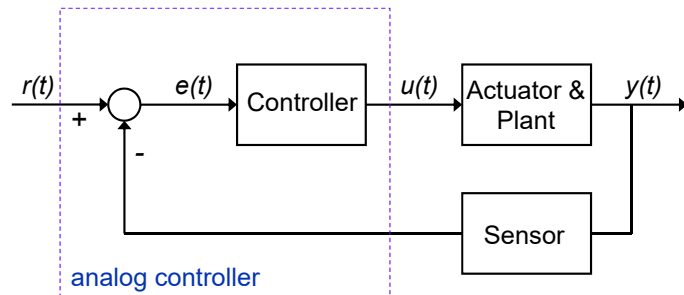 r(t)
e(t)
Controller
u(t)
Actuator &
Plant
y(t)
+
-
Sensor
analog controller